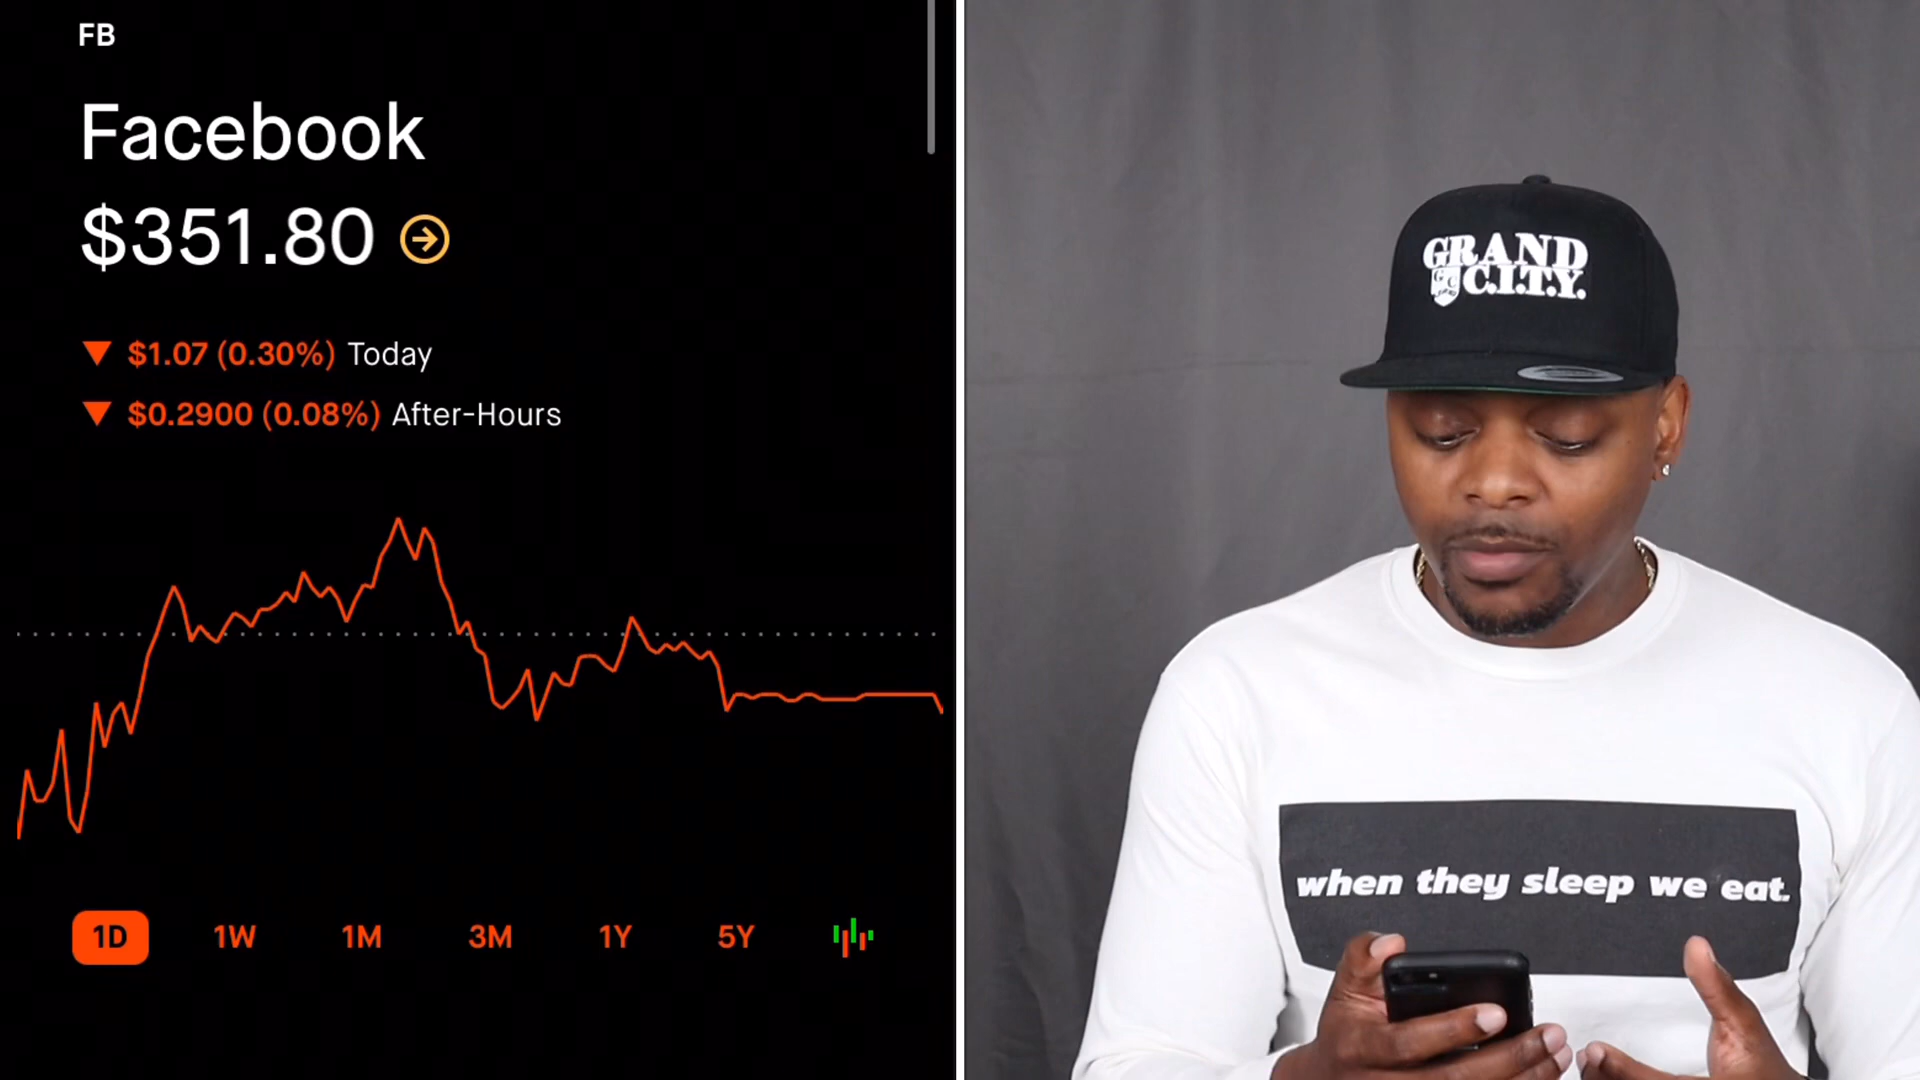 FB
Facebook
$351.80
$1.07 (0.30%) Today
$0.2900 (0.08%) After-Hours
1D 1W 1M 3M 1Y 5Y
GRAND
C.I.T.Y.
when they sleep we eat.